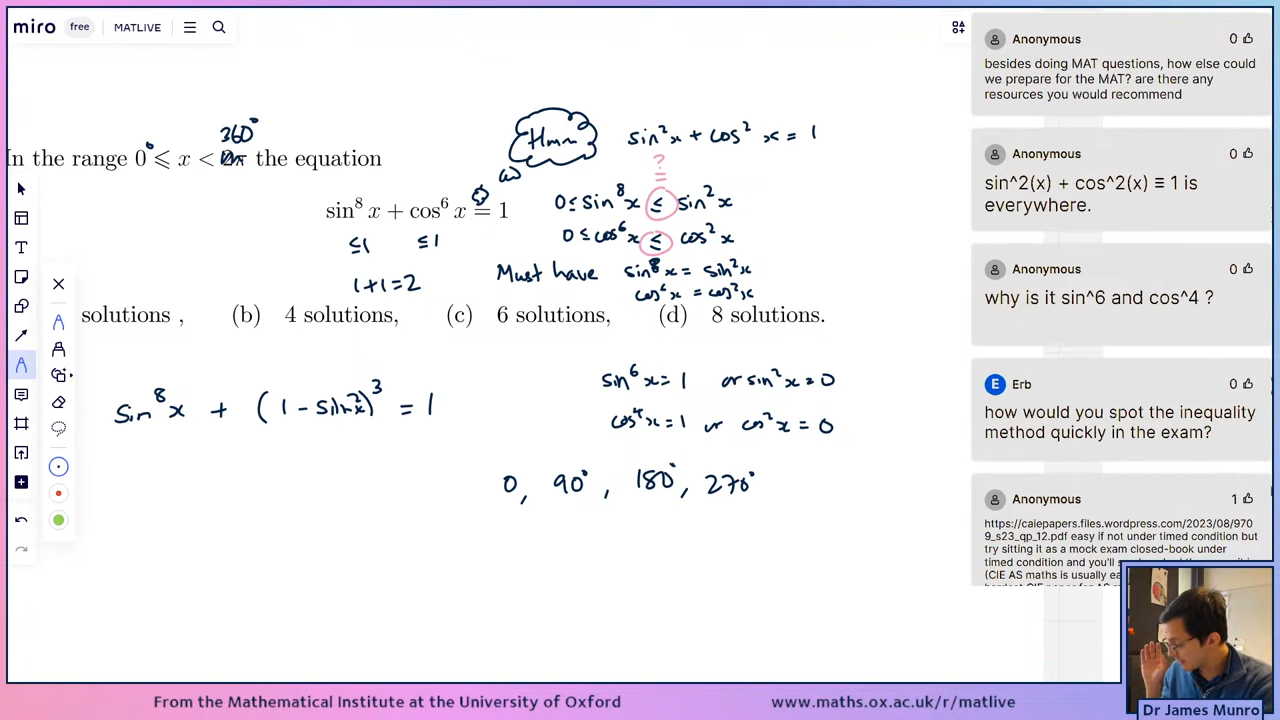 miro free MATLIVE
360°
In the range 0° ⩽ x < 2π the equation
Hmm
sin²x + cos² x = 1
sin⁸ x + cos⁶ x = 1
≤1 ≤1
1+1=2
?
=
0≤sin⁸x ≤ sin²x
0≤cos⁶x ≤ cos²x
Must have sin⁸x = sin²x
cos⁶x = cos²x
solutions , (b) 4 solutions, (c) 6 solutions, (d) 8 solutions.
sin⁸x + (1 - sin²x)³ = 1
sin⁶x = 1 or sin²x = 0
cos⁴x = 1 or cos²x = 0
0, 90°, 180°, 270°
Anonymous 0
besides doing MAT questions, how else could
we prepare for the MAT? are there any
resources you would recommend
Anonymous 0
sin^2(x) + cos^2(x) ≡ 1 is
everywhere.
Anonymous 0
why is it sin^6 and cos^4 ?
E Erb 0
how would you spot the inequality
method quickly in the exam?
Anonymous 1
https://caiepapers.files.wordpress.com/2023/08/970
9_s23_qp_12.pdf easy if not under timed condition but
try sitting it as a mock exam closed-book under
timed condition and you'll
(CIE AS maths is usually
Dr James Munro
From the Mathematical Institute at the University of Oxford www.maths.ox.ac.uk/r/matlive